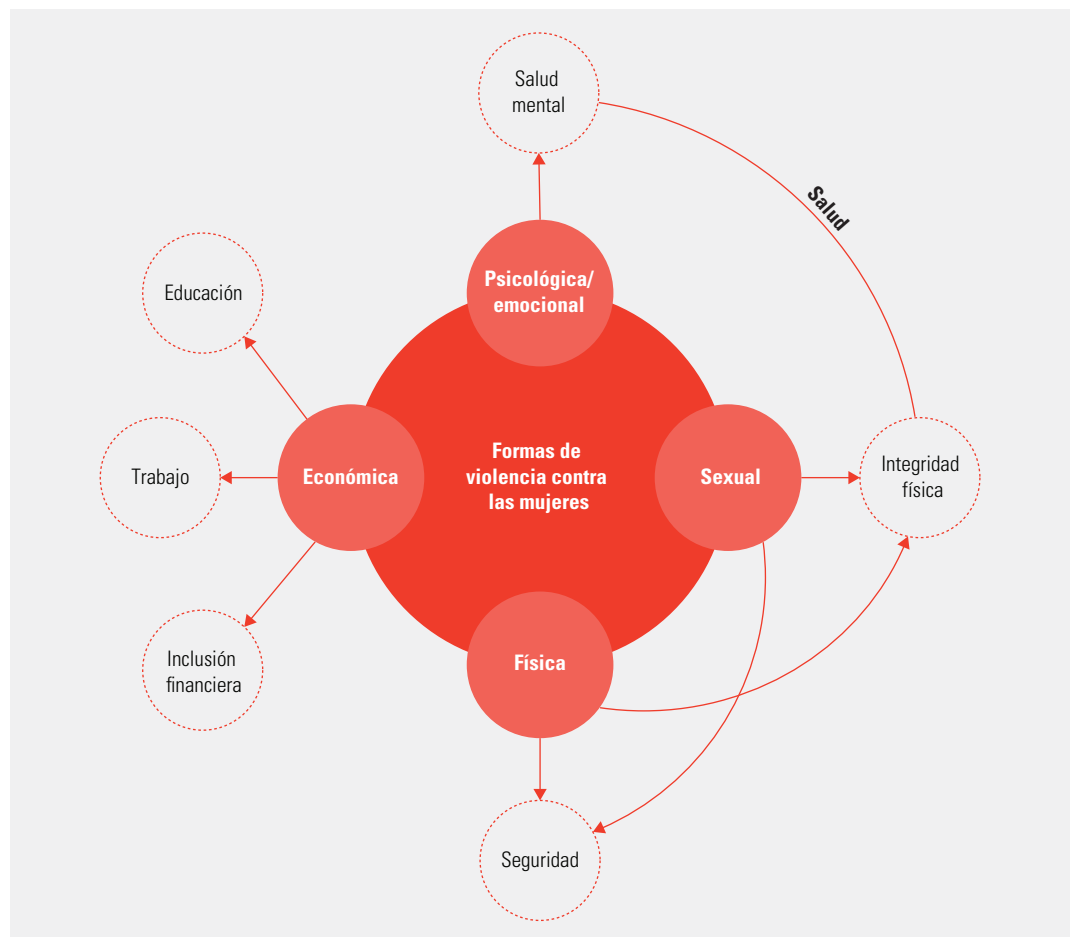 Salud
mental
Salud
Psicológica/
emocional
Educación
Formas de
violencia contra
las mujeres
Económica
Sexual
Trabajo
Integridad
física
Inclusión
financiera
Física
Seguridad